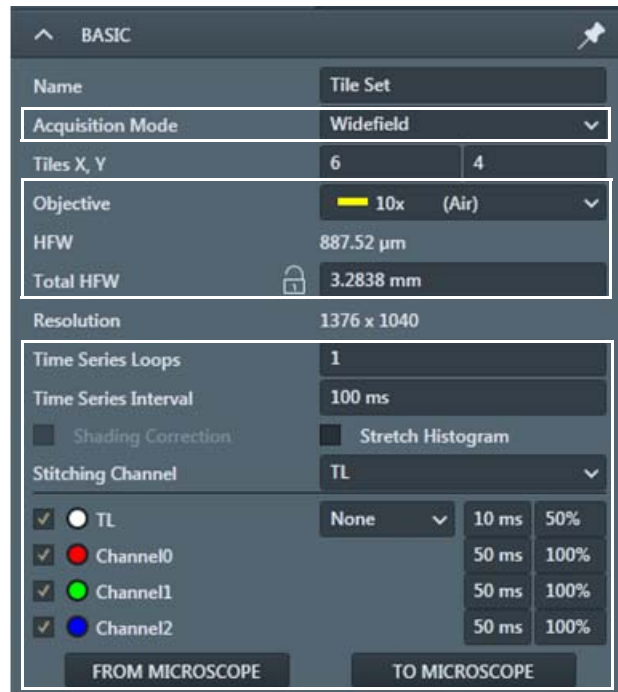 BASIC
Name Tile Set
Acquisition Mode Widefield
Tiles X, Y 6 4
Objective 10x (Air)
HFW 887.52 µm
Total HFW 3.2838 mm
Resolution 1376 x 1040
Time Series Loops 1
Time Series Interval 100 ms
Shading Correction Stretch Histogram
Stitching Channel TL
TL None 10 ms 50%
Channel0 50 ms 100%
Channel1 50 ms 100%
Channel2 50 ms 100%
FROM MICROSCOPE TO MICROSCOPE